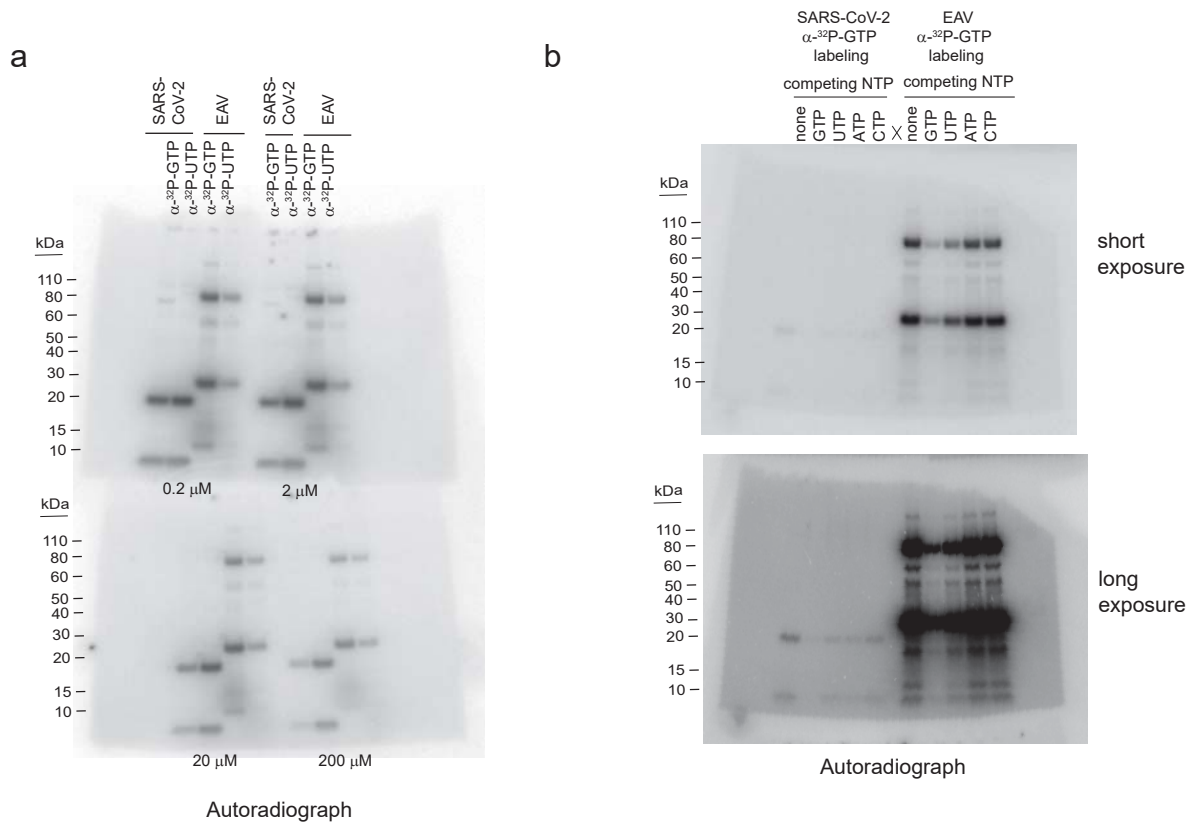 a
SARS-
CoV-2
EAV
SARS-
CoV-2
EAV
α-³²P-GTP
α-³²P-UTP
α-³²P-GTP
α-³²P-UTP
α-³²P-GTP
α-³²P-UTP
α-³²P-GTP
α-³²P-UTP
kDa
110
80
60
50
40
30
20
15
10
0.2 μM
2 μM
kDa
110
80
60
50
40
30
20
15
10
20 μM
200 μM
Autoradiograph
b
SARS-CoV-2
α-³²P-GTP
labeling
competing NTP
EAV
α-³²P-GTP
labeling
competing NTP
none
GTP
UTP
ATP
CTP
X
none
GTP
UTP
ATP
CTP
kDa
110
80
60
50
40
30
20
15
10
short
exposure
kDa
110
80
60
50
40
30
20
15
10
long
exposure
Autoradiograph